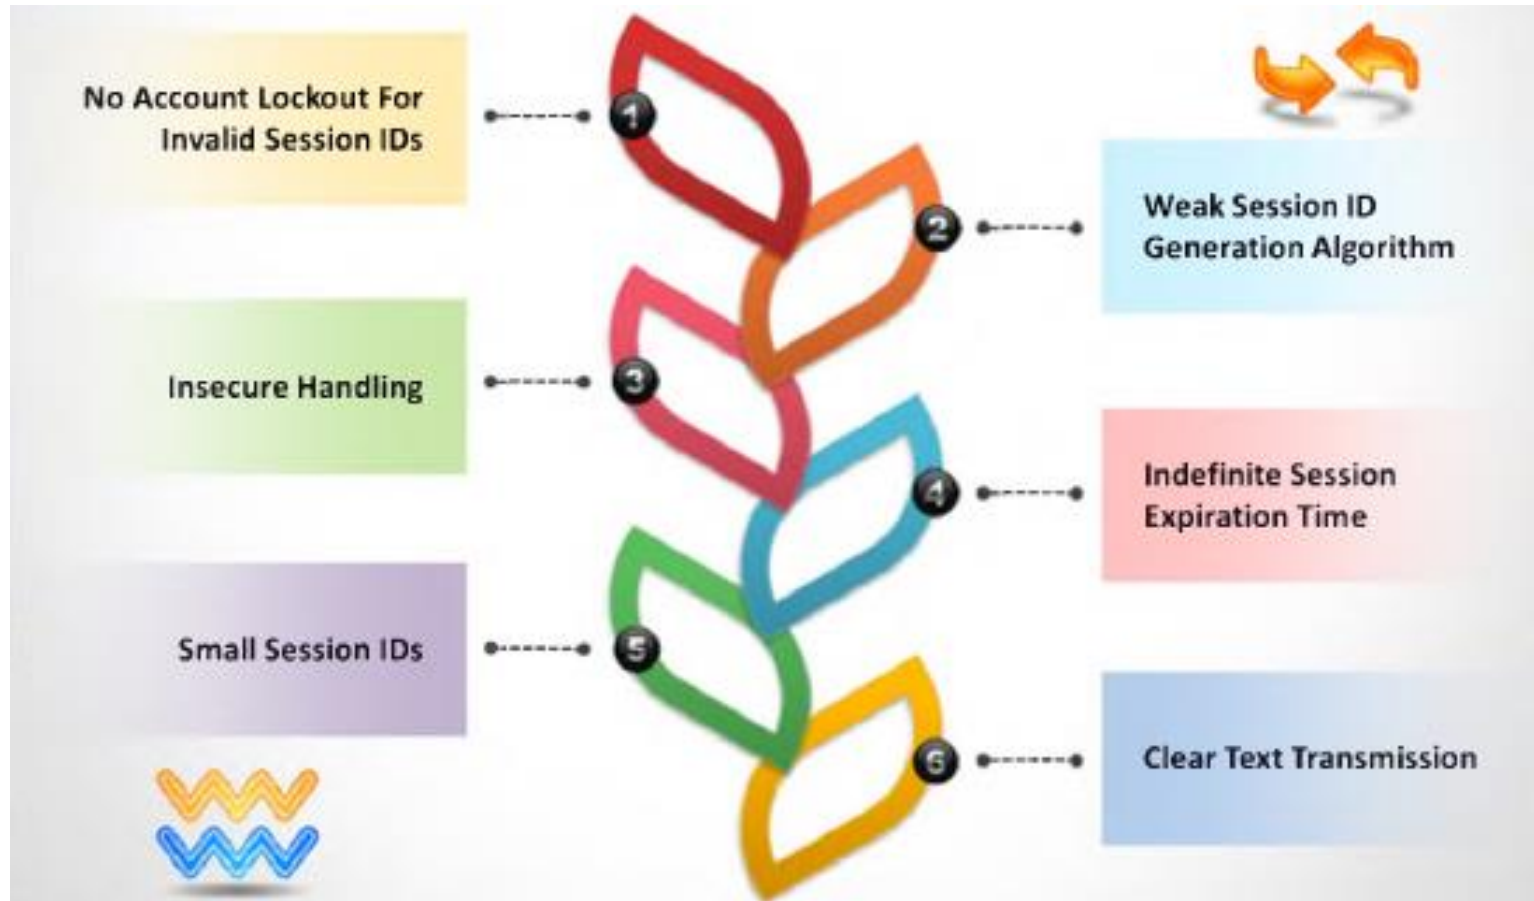 No Account Lockout For
Invalid Session IDs
1
2
Weak Session ID
Generation Algorithm
Insecure Handling
3
4
Indefinite Session
Expiration Time
Small Session IDs
5
6
Clear Text Transmission